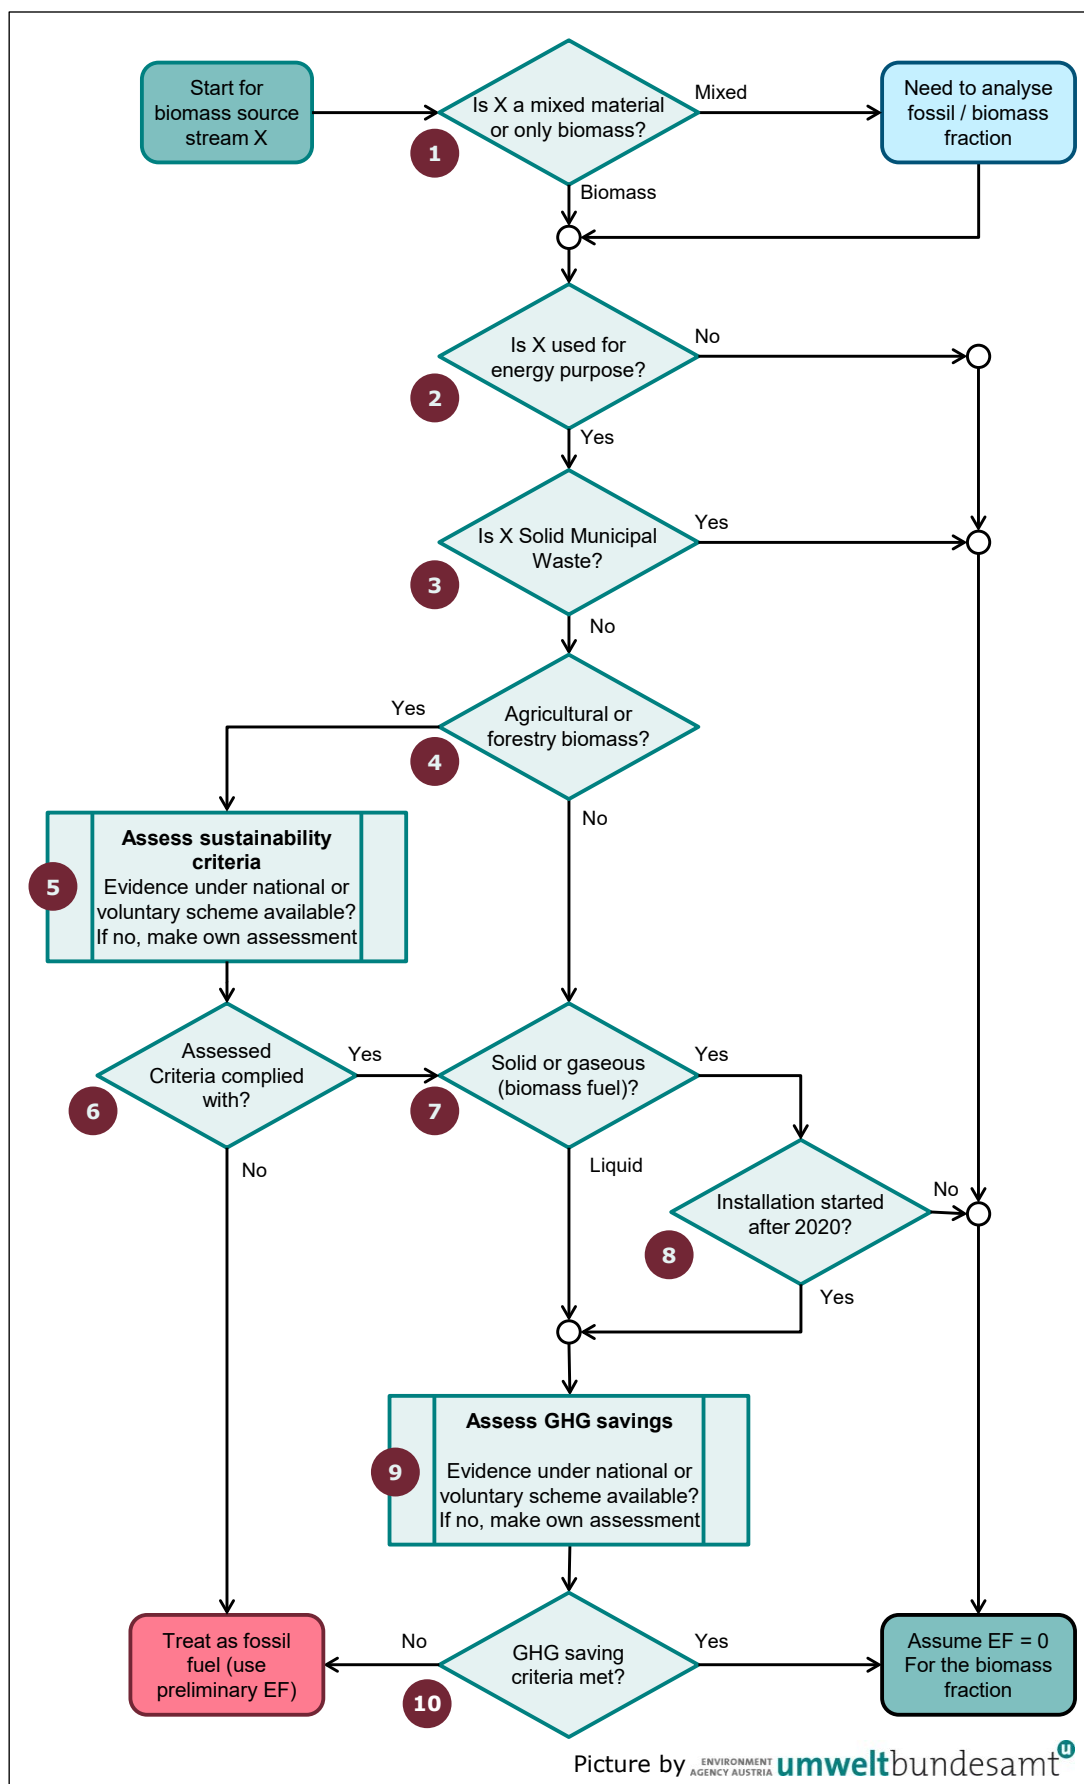 Start for
biomass source
stream X
Is X a mixed material
or only biomass?
Mixed
Need to analyse
fossil / biomass
fraction
1
Biomass
Is X used for
energy purpose?
No
2
Yes
Is X Solid Municipal
Waste?
Yes
3
No
Yes
Agricultural or
forestry biomass?
4
No
Assess sustainability
criteria
Evidence under national or
voluntary scheme available?
If no, make own assessment
5
Assessed
Criteria complied
with?
Yes
6
No
Solid or gaseous
(biomass fuel)?
Yes
7
Liquid
Installation started
after 2020?
No
8
Yes
Assess GHG savings
Evidence under national or
voluntary scheme available?
If no, make own assessment
9
Treat as fossil
fuel (use
preliminary EF)
No
GHG saving
criteria met?
Yes
10
Assume EF = 0
For the biomass
fraction
Picture by ENVIRONMENT
AGENCY AUSTRIA umweltbundesamt u